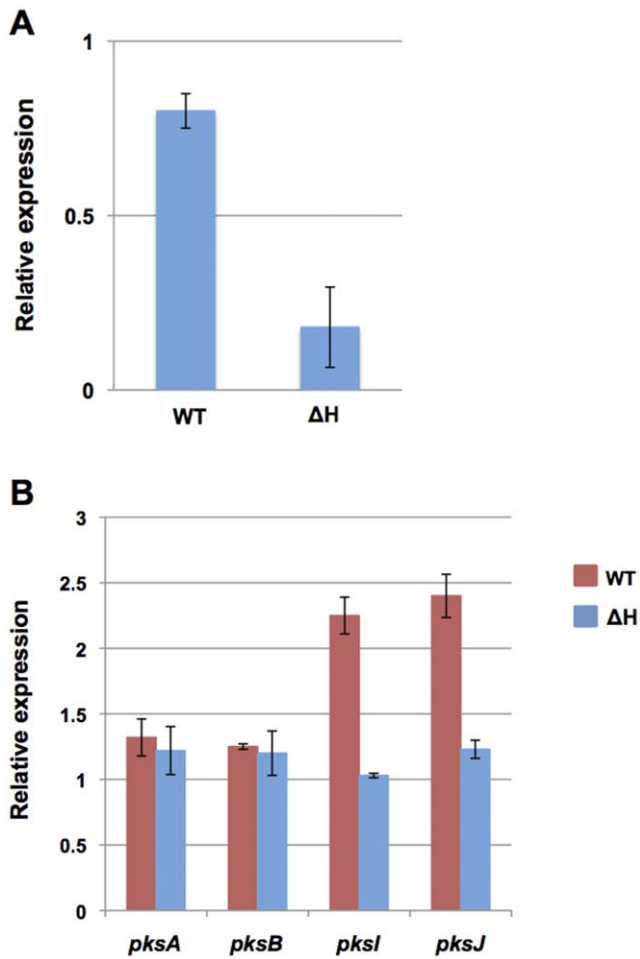 A
Relative expression
1
0.5
0
WT
ΔH
B
Relative expression
3
2.5
2
1.5
1
0.5
0
pksA
pksB
pksI
pksJ
WT
ΔH